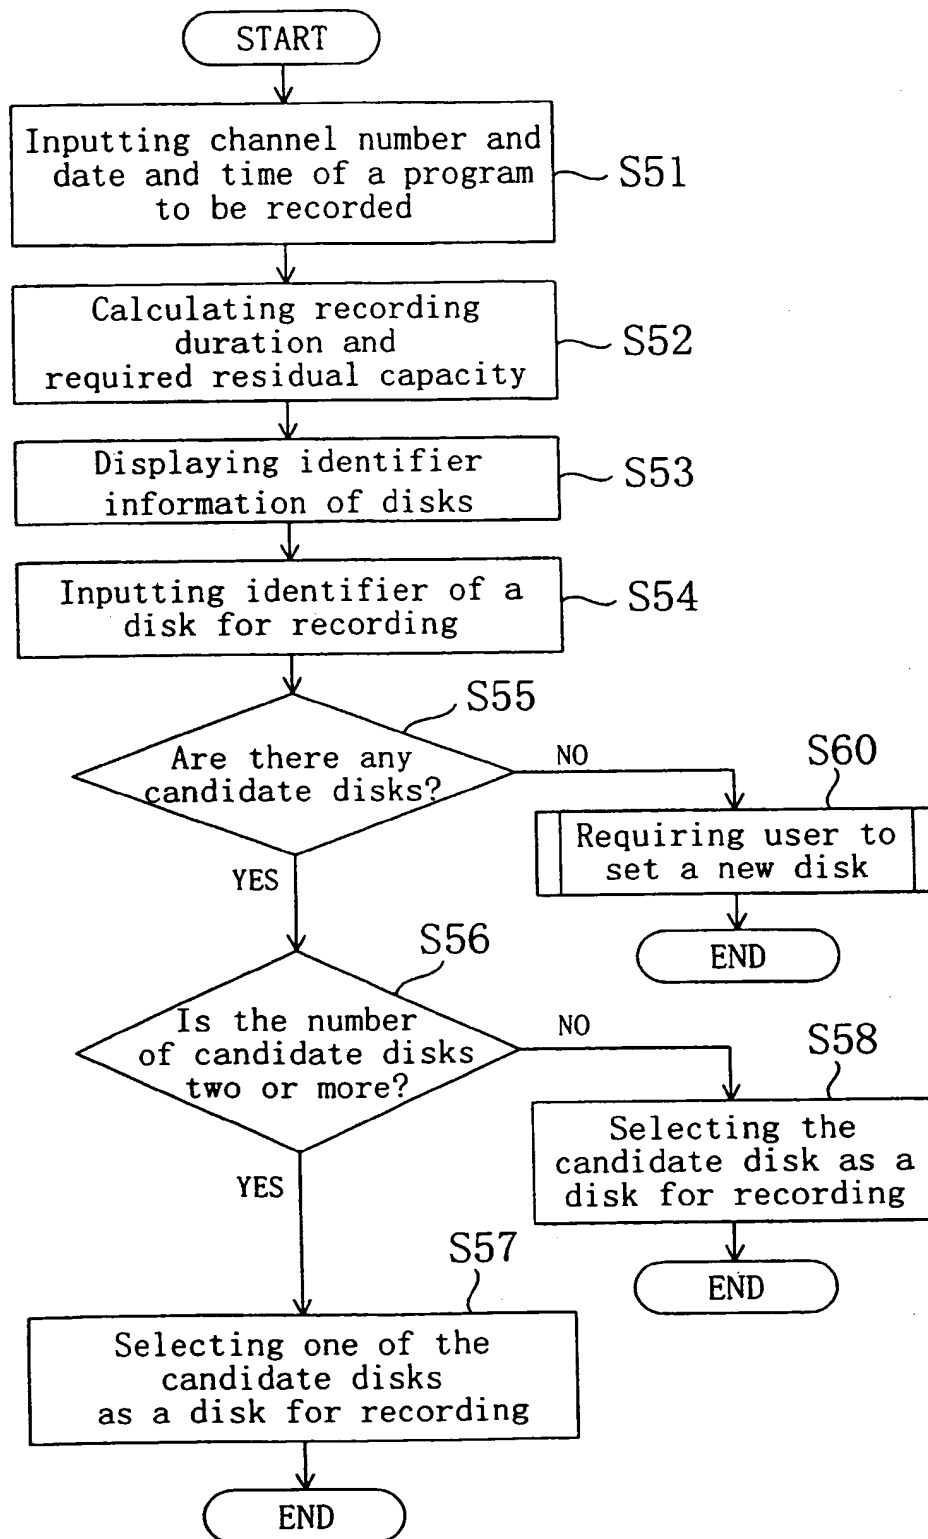 START
Inputting channel number and
date and time of a program
to be recorded
S51
Calculating recording
duration and
required residual capacity
S52
Displaying identifier
information of disks
S53
Inputting identifier of a
disk for recording
S54
S55
Are there any
candidate disks?
NO
YES
S60
Requiring user to
set a new disk
END
S56
Is the number
of candidate disks
two or more?
NO
YES
S58
Selecting the
candidate disk as a
disk for recording
END
S57
Selecting one of the
candidate disks
as a disk for recording
END